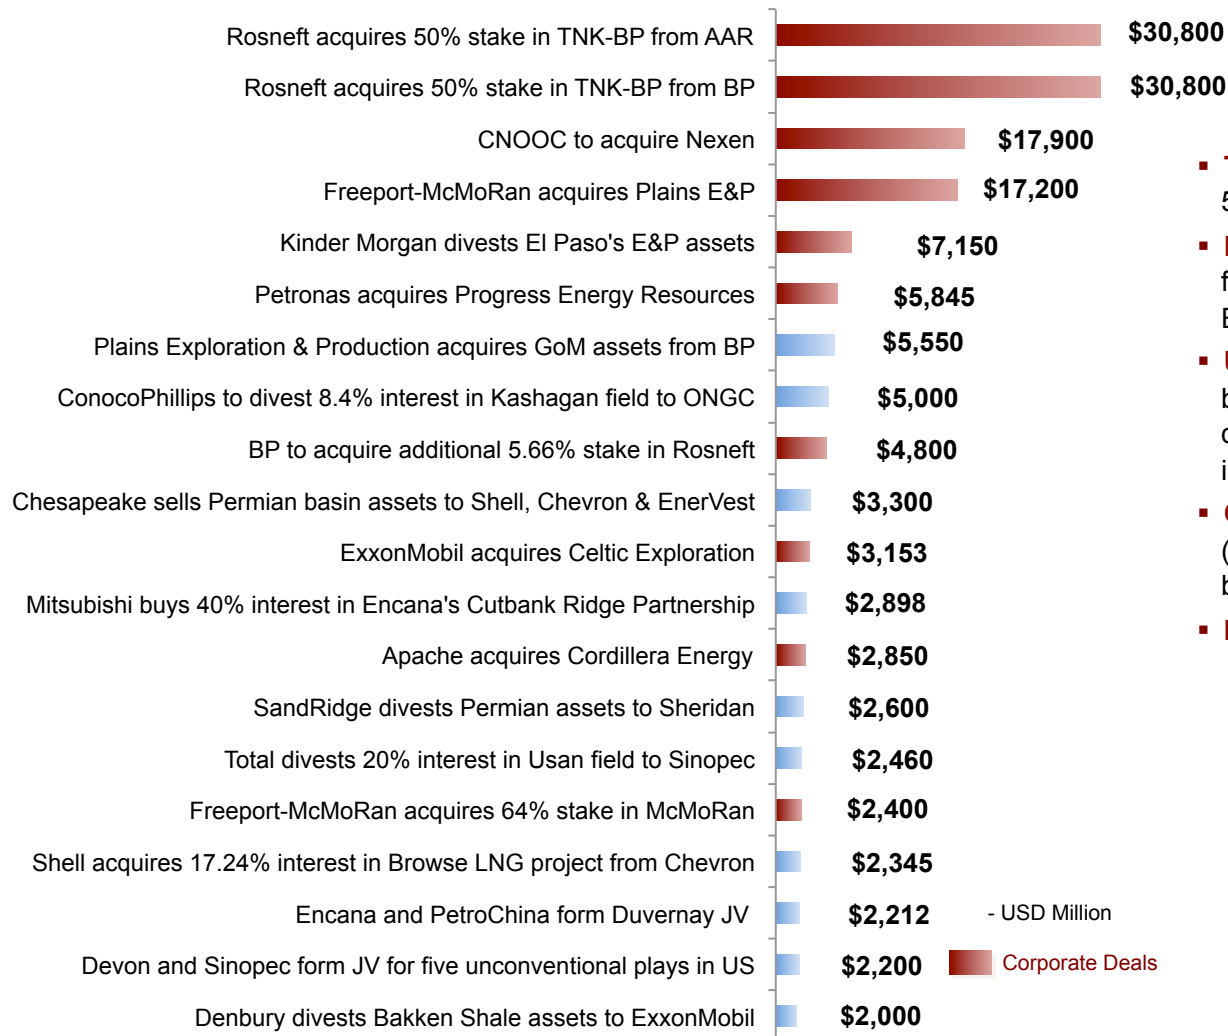 Rosneft acquires 50% stake in TNK-BP from AAR $30,800
Rosneft acquires 50% stake in TNK-BP from BP $30,800
CNOOC to acquire Nexen $17,900
Freeport-McMoRan acquires Plains E&P $17,200
Kinder Morgan divests El Paso's E&P assets $7,150
Petronas acquires Progress Energy Resources $5,845
Plains Exploration & Production acquires GoM assets from BP $5,550
ConocoPhillips to divest 8.4% interest in Kashagan field to ONGC $5,000
BP to acquire additional 5.66% stake in Rosneft $4,800
Chesapeake sells Permian basin assets to Shell, Chevron & EnerVest $3,300
ExxonMobil acquires Celtic Exploration $3,153
Mitsubishi buys 40% interest in Encana's Cutbank Ridge Partnership $2,898
Apache acquires Cordillera Energy $2,850
SandRidge divests Permian assets to Sheridan $2,600
Total divests 20% interest in Usan field to Sinopec $2,460
Freeport-McMoRan acquires 64% stake in McMoRan $2,400
Shell acquires 17.24% interest in Browse LNG project from Chevron $2,345
Encana and PetroChina form Duvernay JV $2,212 - USD Million
Devon and Sinopec form JV for five unconventional plays in US $2,200 Corporate Deals
Denbury divests Bakken Shale assets to ExxonMobil $2,000